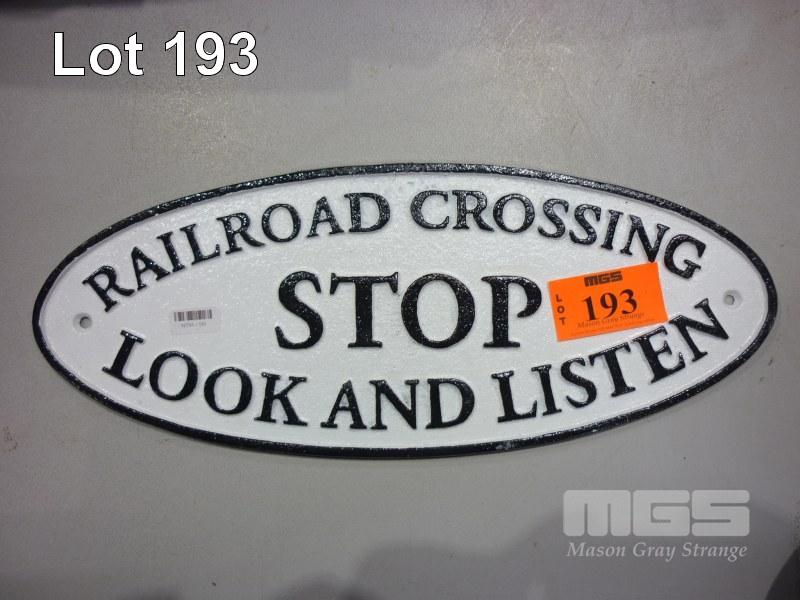 Lot 193
RAILROAD CROSSING
STOP
LOOK AND LISTEN
MGS
LOT
193
Mason Gray Strange
MGS
Mason Gray Strange